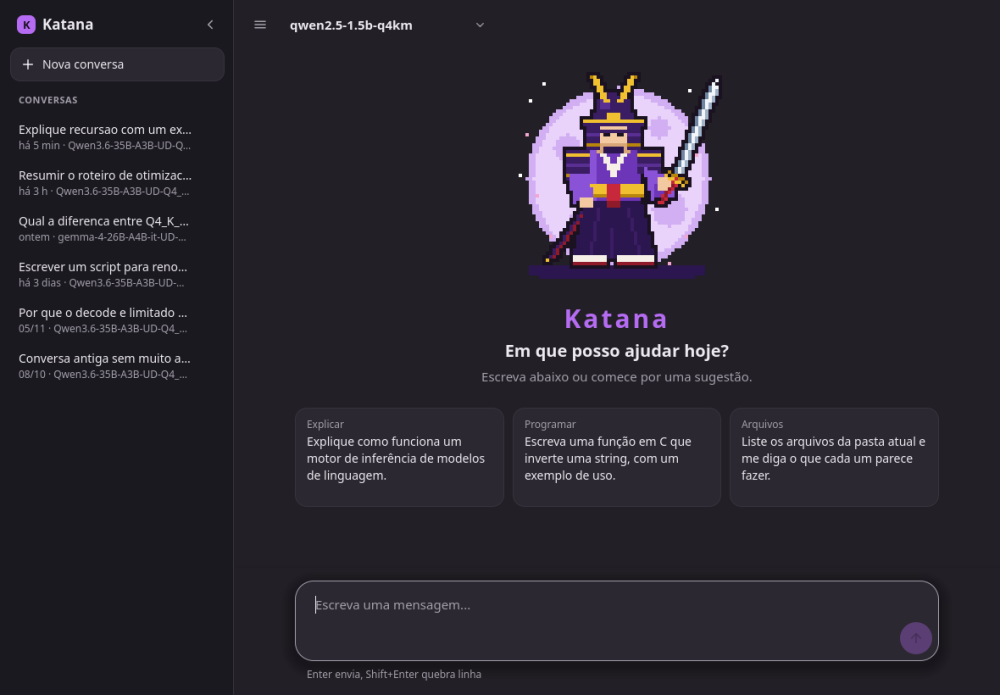 K Katana
Nova conversa
CONVERSAS
Explique recursao com um ex...
há 5 min · Qwen3.6-35B-A3B-UD-Q...
Resumir o roteiro de otimizac...
há 3 h · Qwen3.6-35B-A3B-UD-Q4_...
Qual a diferenca entre Q4_K_...
ontem · gemma-4-26B-A4B-it-UD-...
Escrever um script para reno...
há 3 dias · Qwen3.6-35B-A3B-UD-...
Por que o decode e limitado ...
05/11 · Qwen3.6-35B-A3B-UD-Q4_...
Conversa antiga sem muito a...
08/10 · Qwen3.6-35B-A3B-UD-Q4_...
qwen2.5-1.5b-q4km
Katana
Em que posso ajudar hoje?
Escreva abaixo ou comece por uma sugestão.
Explicar
Explique como funciona um
motor de inferência de modelos
de linguagem.
Programar
Escreva uma função em C que
inverte uma string, com um
exemplo de uso.
Arquivos
Liste os arquivos da pasta atual e
me diga o que cada um parece
fazer.
Escreva uma mensagem...
Enter envia, Shift+Enter quebra linha